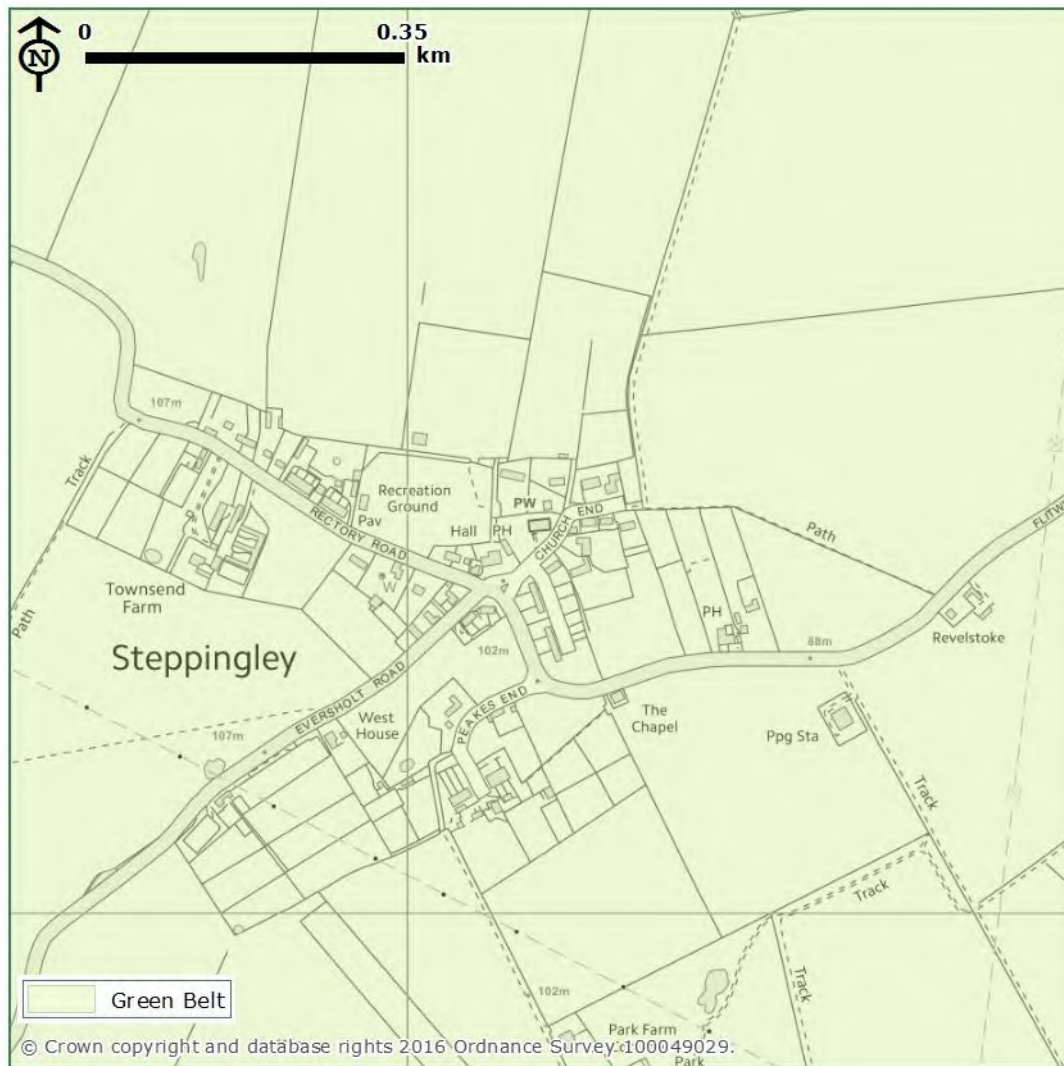 0
0.35
km
N
107m
Track
Path
Townsend
Farm
Steppingley
RECTORY ROAD
Pav
Recreation
Ground
Hall
PH
PW
CHURCH END
W
102m
EVERSHOLT ROAD
107m
West
House
PEAKES END
The
Chapel
PH
88m
Path
Revelstoke
Ppg Sta
Track
Track
Track
102m
Park Farm
Park
Green Belt
© Crown copyright and database rights 2016 Ordnance Survey 100049029.